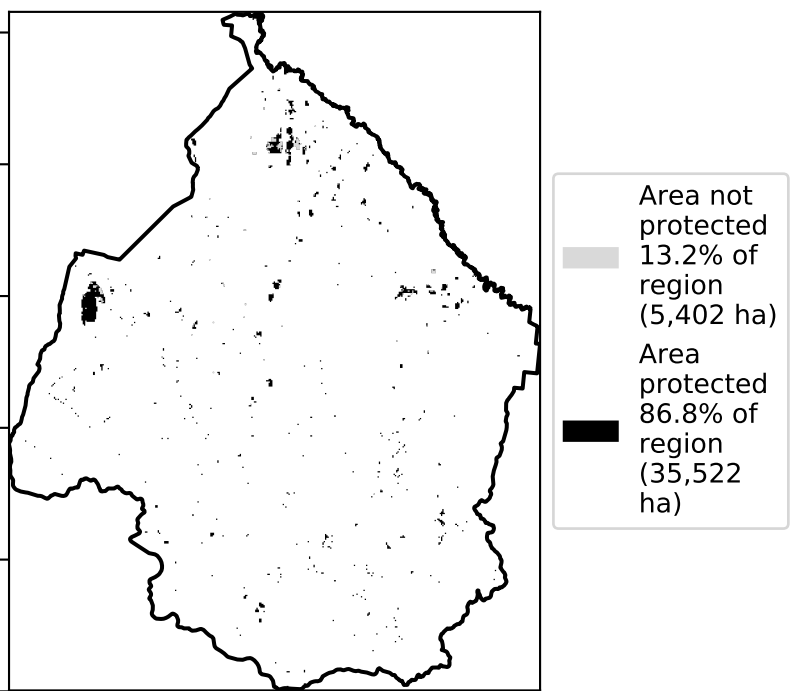 Area not
protected
13.2% of
region
(5,402 ha)
Area
protected
86.8% of
region
(35,522
ha)